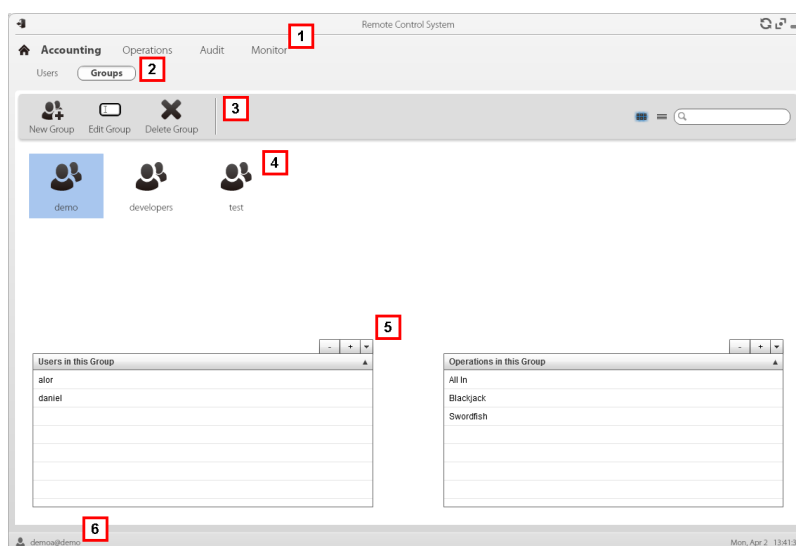 Remote Control System
1
Accounting Operations Audit Monitor
2
Users Groups
3
New Group Edit Group Delete Group
4
demo developers test
5
- + - +
Users in this Group Operations in this Group
alor All In
daniel Blackjack
Swordfish
6
demoa@demo Mon, Apr 2 13:41:3